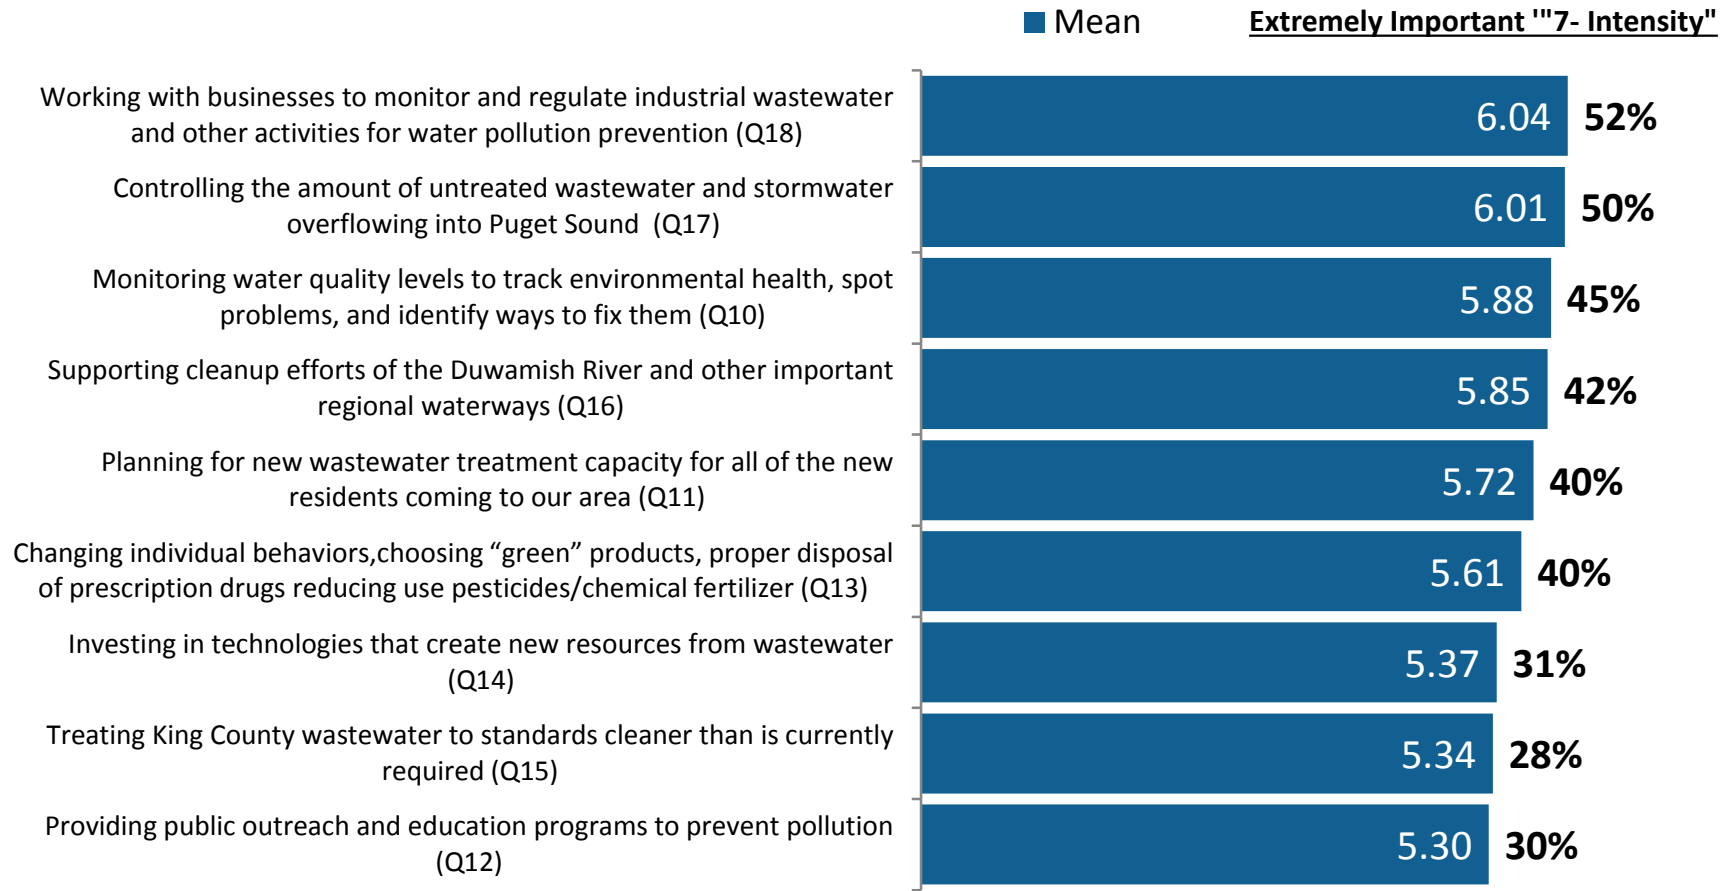 Mean
Extremely Important '"7- Intensity"
Working with businesses to monitor and regulate industrial wastewater
and other activities for water pollution prevention (Q18)
6.04 52%
Controlling the amount of untreated wastewater and stormwater
overflowing into Puget Sound (Q17)
6.01 50%
Monitoring water quality levels to track environmental health, spot
problems, and identify ways to fix them (Q10)
5.88 45%
Supporting cleanup efforts of the Duwamish River and other important
regional waterways (Q16)
5.85 42%
Planning for new wastewater treatment capacity for all of the new
residents coming to our area (Q11)
5.72 40%
Changing individual behaviors,choosing “green” products, proper disposal
of prescription drugs reducing use pesticides/chemical fertilizer (Q13)
5.61 40%
Investing in technologies that create new resources from wastewater
(Q14)
5.37 31%
Treating King County wastewater to standards cleaner than is currently
required (Q15)
5.34 28%
Providing public outreach and education programs to prevent pollution
(Q12)
5.30 30%